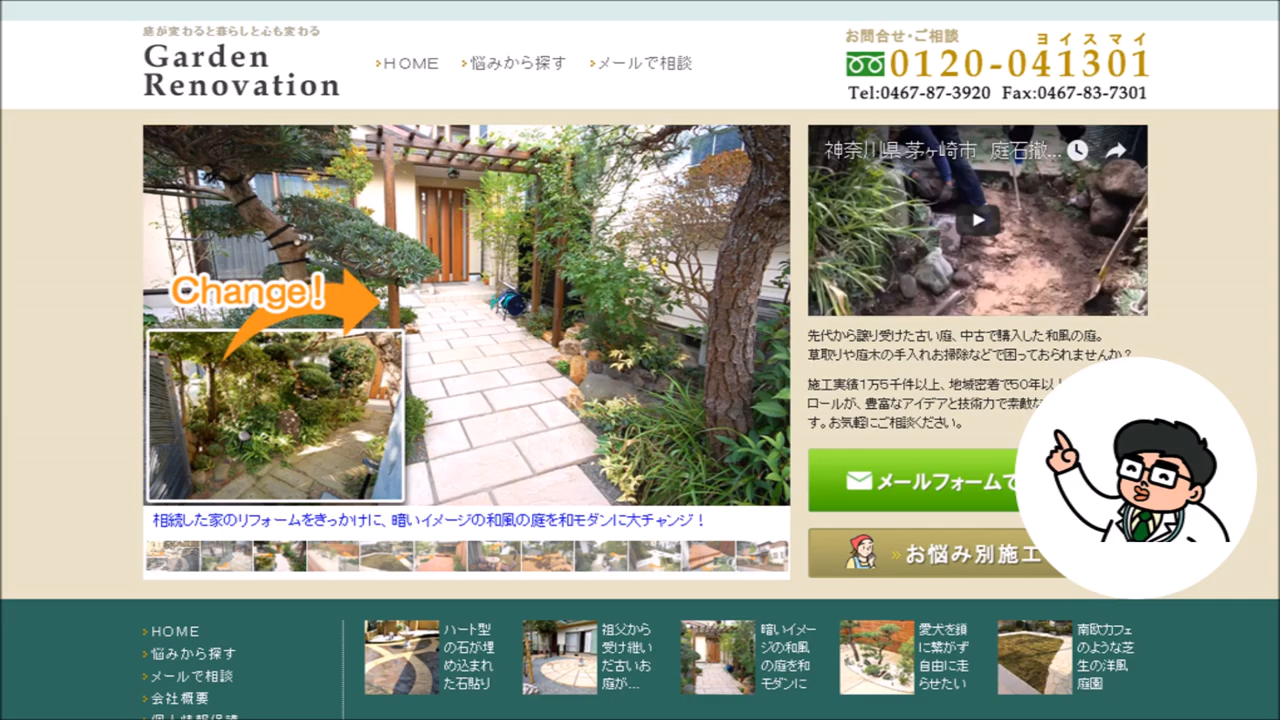 庭が変わると暮らしと心も変わる
Garden
Renovation
HOME
悩みから探す
メールで相談
お問合せ・ご相談
ヨイスマイ
0120-041301
Tel:0467-87-3920 Fax:0467-83-7301
Change!
相続した家のリフォームをきっかけに、暗いイメージの和風の庭を和モダンに大チャンジ！
神奈川県 茅ヶ崎市 庭石撤...
先代から譲り受けた古い庭、中古で購入した和風の庭。
草取りや庭木の手入れお掃除などで困っておられませんか？
施工実績1万5千件以上、地域密着で50年以
ロールが、豊富なアイデアと技術力で素敵な
す。お気軽にご相談ください。
メールフォームで
» お悩み別施工
HOME
悩みから探す
メールで相談
会社概要
ハート型
の石が埋
め込まれ
た石貼り
祖父から
受け継い
だ古いお
庭が...
暗いイメー
ジの和風
の庭を和
モダンに
愛犬を鎖
に繋がず
自由に走
らせたい
南欧カフェ
のような芝
生の洋風
庭園